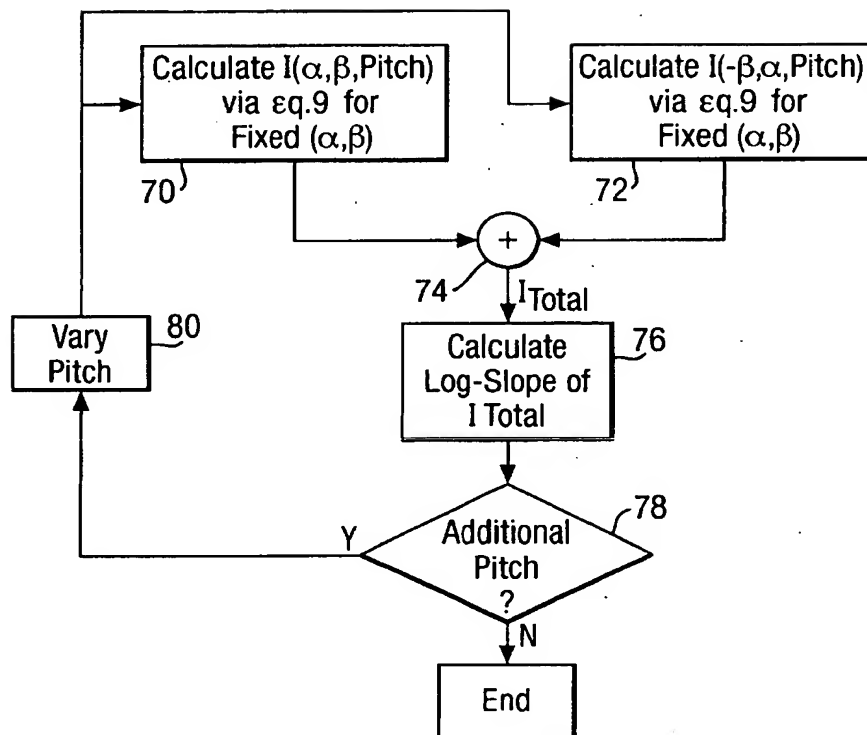 Calculate I(α,β,Pitch)
via εq.9 for
Fixed (α,β)
70
Calculate I(-β,α,Pitch)
via εq.9 for
Fixed (α,β)
72
+
74
I Total
Vary
Pitch
80
Calculate
Log-Slope of
I Total
76
Additional
Pitch
?
78
Y
N
End